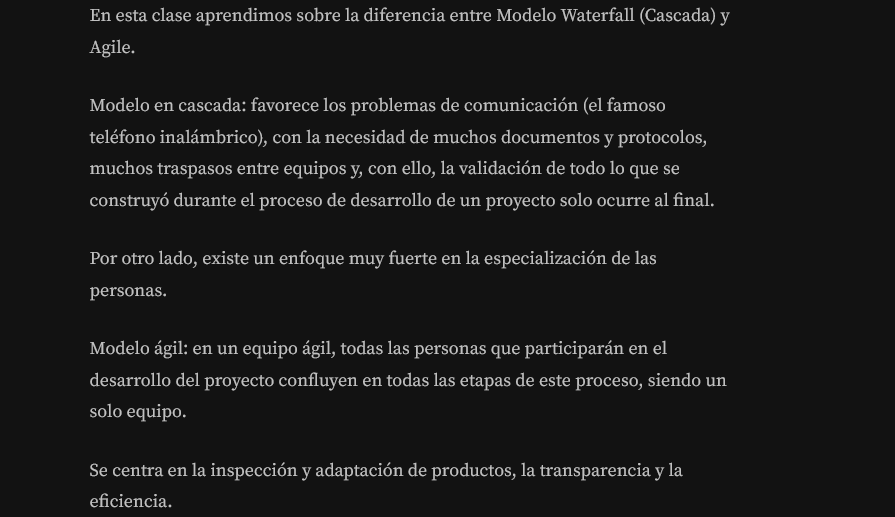 En esta clase aprendimos sobre la diferencia entre Modelo Waterfall (Cascada) y
Agile.
Modelo en cascada: favorece los problemas de comunicación (el famoso
teléfono inalámbrico), con la necesidad de muchos documentos y protocolos,
muchos traspasos entre equipos y, con ello, la validación de todo lo que se
construyó durante el proceso de desarrollo de un proyecto solo ocurre al final.
Por otro lado, existe un enfoque muy fuerte en la especialización de las
personas.
Modelo ágil: en un equipo ágil, todas las personas que participarán en el
desarrollo del proyecto confluyen en todas las etapas de este proceso, siendo un
solo equipo.
Se centra en la inspección y adaptación de productos, la transparencia y la
eficiencia.